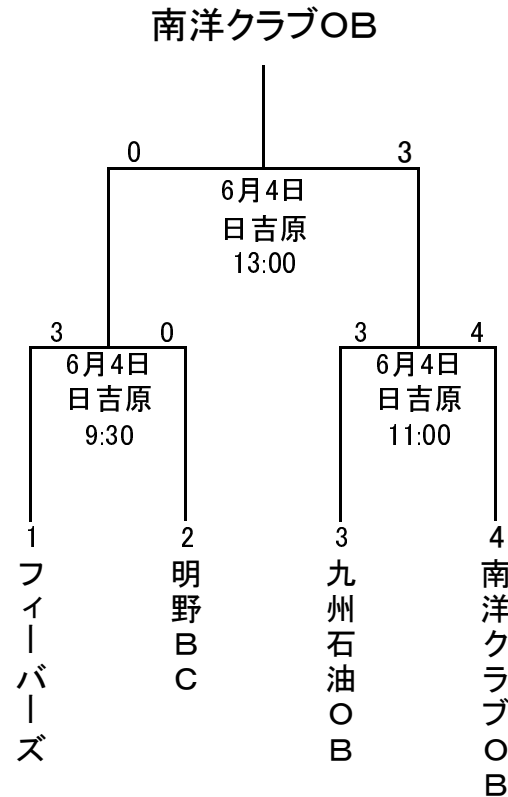 南洋クラブOB
0
3
6月4日
日吉原
13:00
3
0
3
4
6月4日
日吉原
9:30
6月4日
日吉原
11:00
1
2
3
4
フィーバーズ
明野BC
九州石油OB
南洋クラブOB